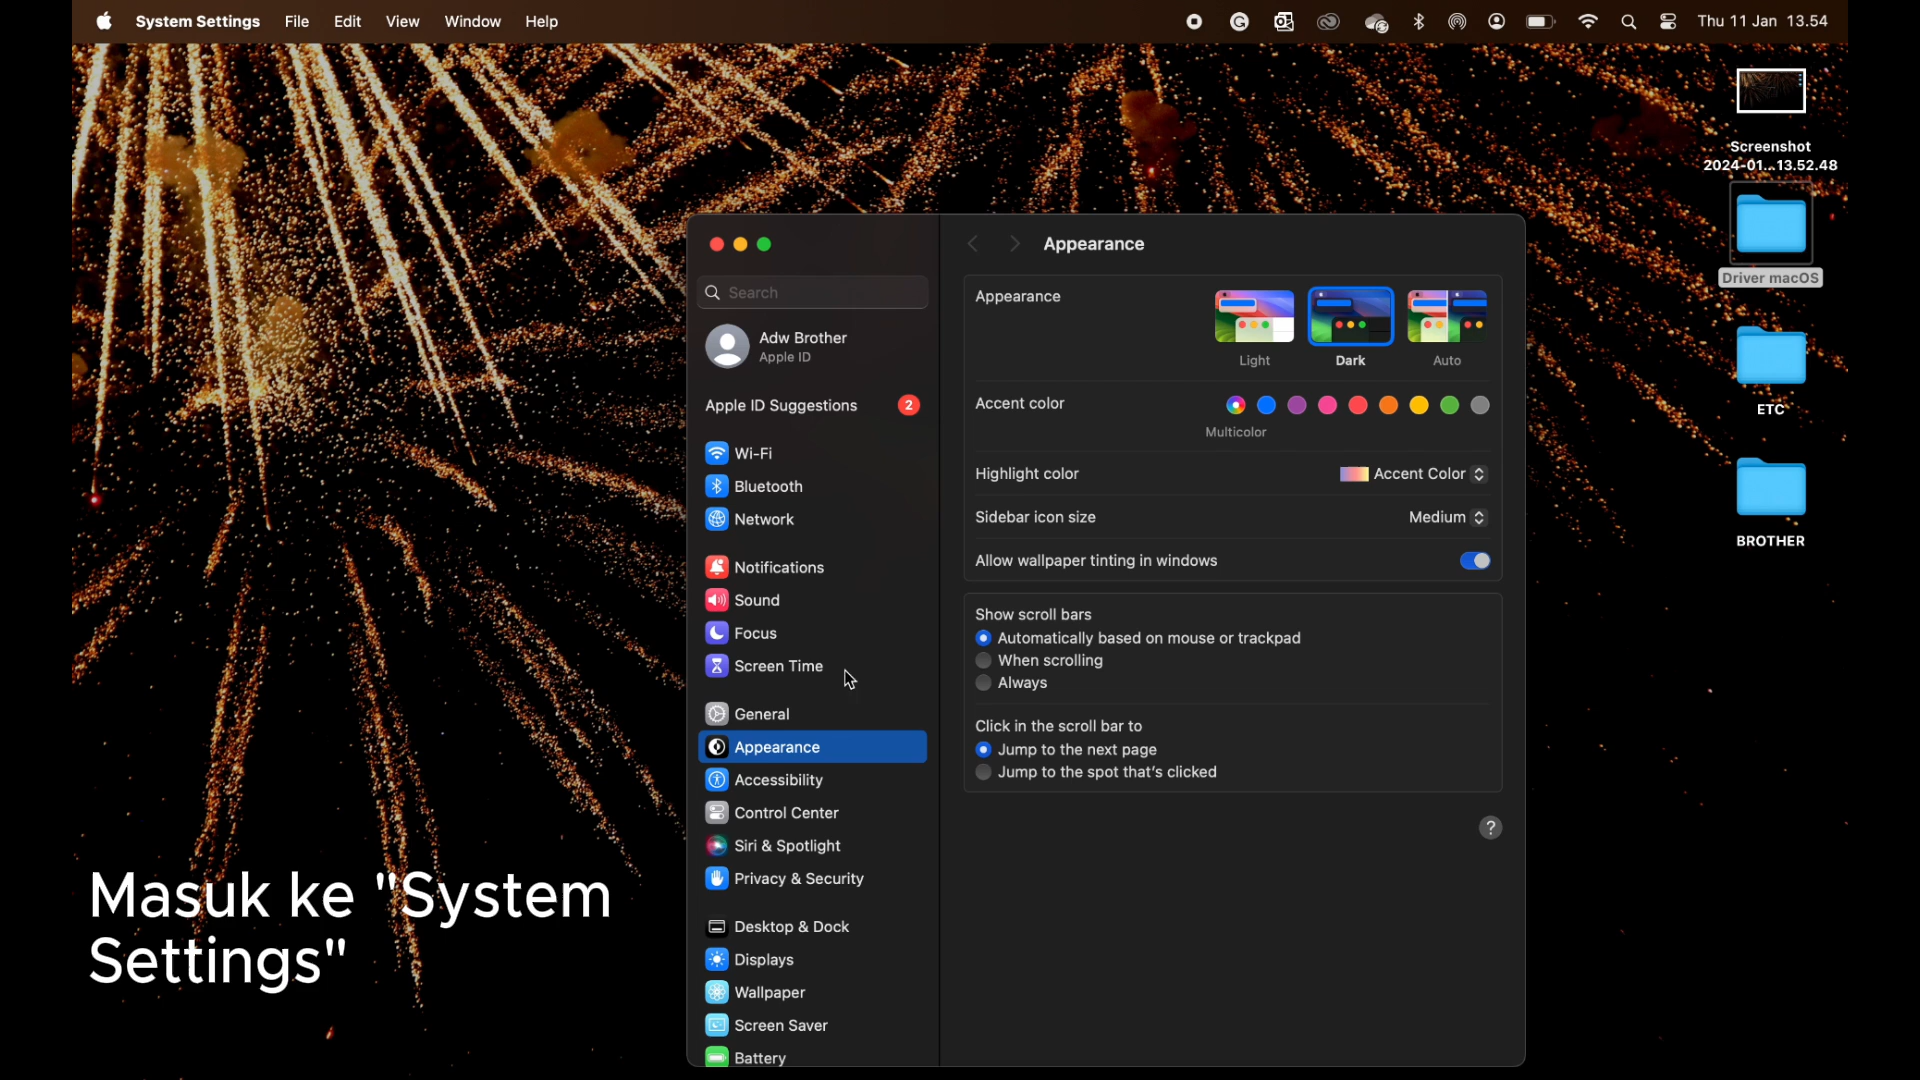 System Settings File Edit View Window Help Thu 11 Jan 13.54
Screenshot
2024-01...13.52.48
Driver macOS
ETC
BROTHER
Search
Adw Brother
Apple ID
Apple ID Suggestions 2
Wi-Fi
Bluetooth
Network
Notifications
Sound
Focus
Screen Time
General
Appearance
Accessibility
Control Center
Siri & Spotlight
Privacy & Security
Desktop & Dock
Displays
Wallpaper
Screen Saver
Battery
Appearance
Appearance
Light Dark Auto
Accent color
Multicolor
Highlight color Accent Color
Sidebar icon size Medium
Allow wallpaper tinting in windows
Show scroll bars
Automatically based on mouse or trackpad
When scrolling
Always
Click in the scroll bar to
Jump to the next page
Jump to the spot that's clicked
?
Masuk ke "System
Settings"